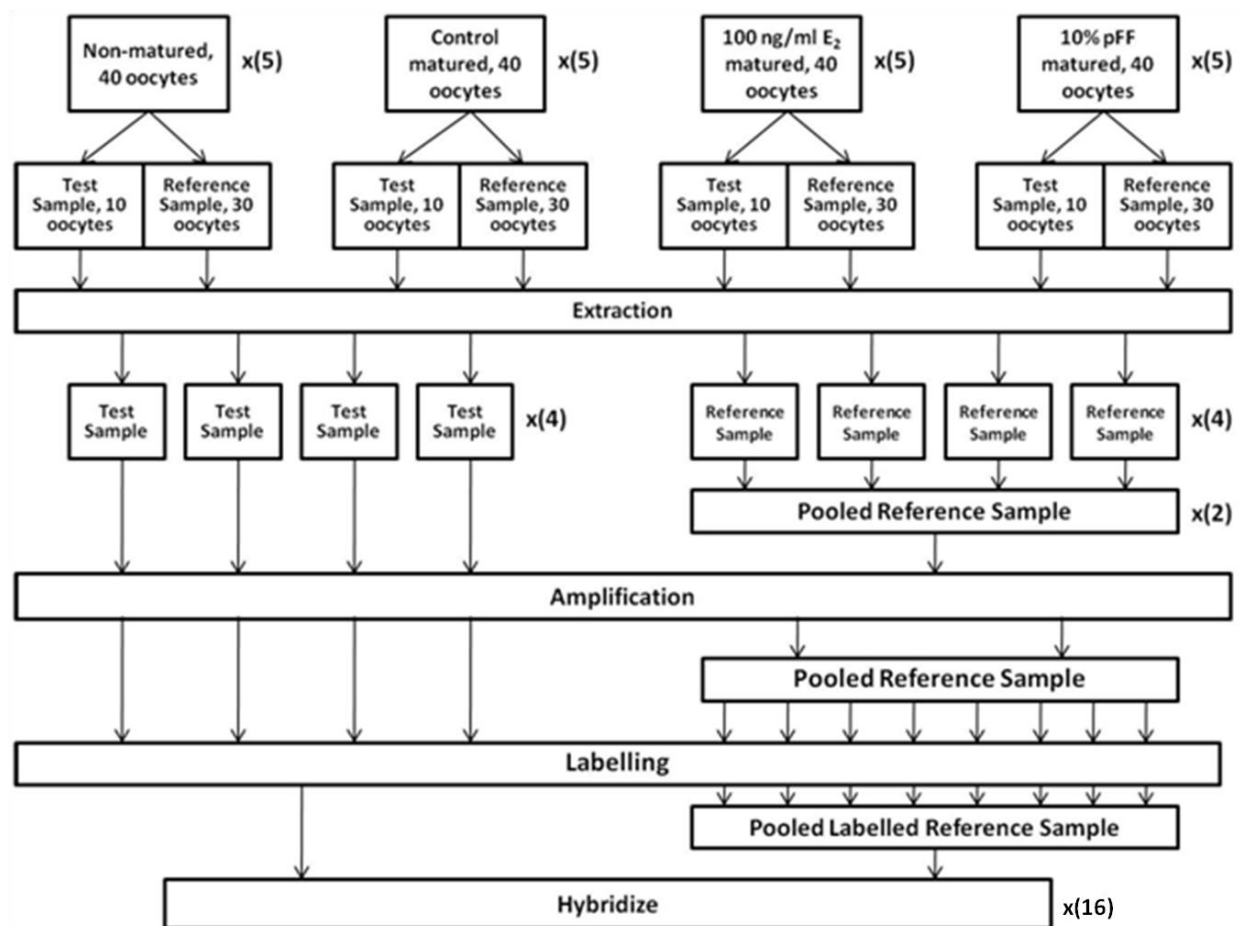 Non-matured,
40 oocytes
x(5)
Control
matured, 40
oocytes
x(5)
100 ng/ml E2
matured, 40
oocytes
x(5)
10% pFF
matured, 40
oocytes
x(5)
Test
Sample, 10
oocytes
Reference
Sample, 30
oocytes
Test
Sample, 10
oocytes
Reference
Sample, 30
oocytes
Test
Sample, 10
oocytes
Reference
Sample, 30
oocytes
Test
Sample, 10
oocytes
Reference
Sample, 30
oocytes
Extraction
Test
Sample
Test
Sample
Test
Sample
Test
Sample
x(4)
Reference
Sample
Reference
Sample
Reference
Sample
Reference
Sample
x(4)
Pooled Reference Sample
x(2)
Amplification
Pooled Reference Sample
Labelling
Pooled Labelled Reference Sample
Hybridize
x(16)